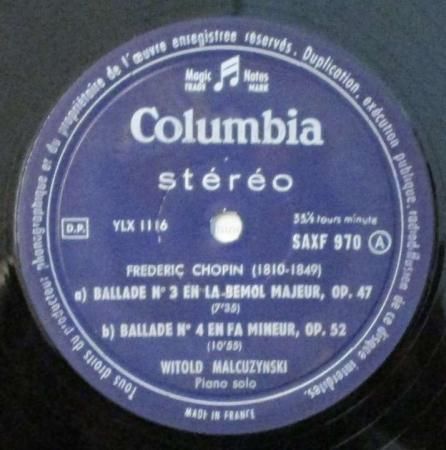 Tous droits du producteur phonographique et du propriétaire de l'œuvre enregistrée réservés. Duplication, exécution publique, radiodiffusion de ce disque interdites.
Magic Notes
TRADE MARK
Columbia
stéréo
D.P.
YLX 1116
33⅓ tours minute
SAXF 970 A
FREDERIC CHOPIN (1810-1849)
a) BALLADE N° 3 EN LA BEMOL MAJEUR, OP. 47
(7'35)
b) BALLADE N° 4 EN FA MINEUR, OP. 52
(10'55)
WITOLD MALCUZYNSKI
Piano solo
MADE IN FRANCE